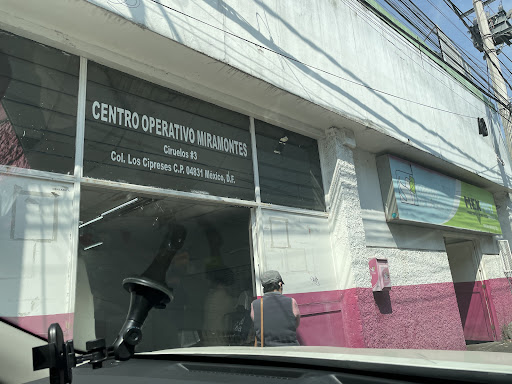 CENTRO OPERATIVO MIRAMONTES
Ciruelos #3
Col. Los Cipreses C.P. 04831 México, D.F.